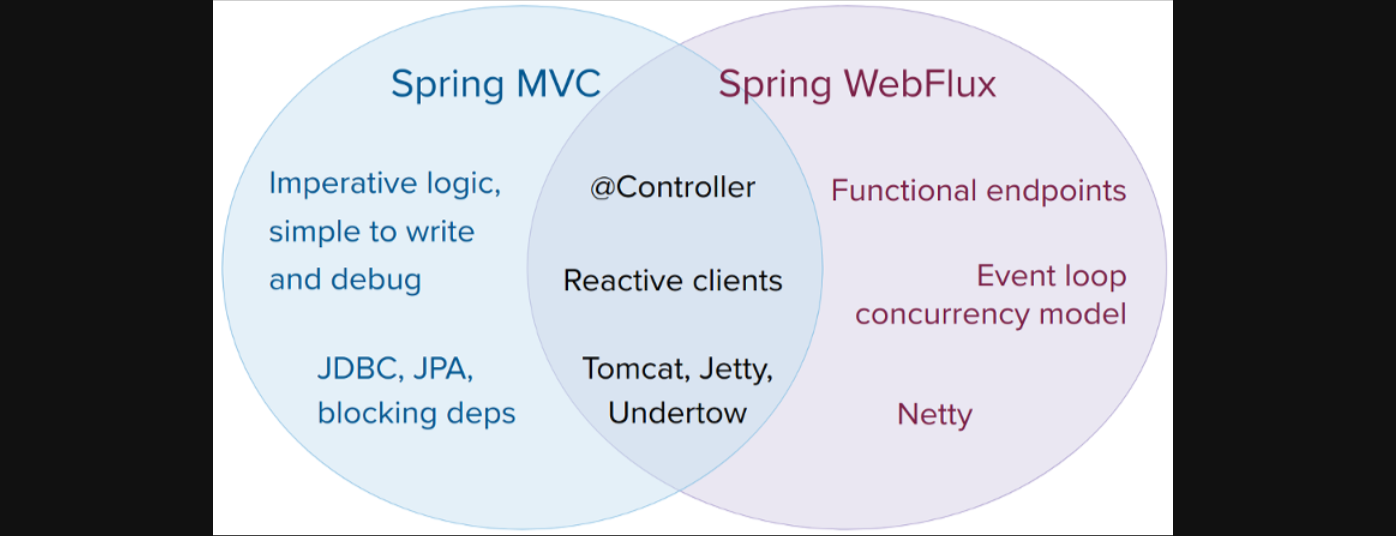 Spring MVC
Spring WebFlux
Imperative logic,
simple to write
and debug
JDBC, JPA,
blocking deps
@Controller
Reactive clients
Tomcat, Jetty,
Undertow
Functional endpoints
Event loop
concurrency model
Netty